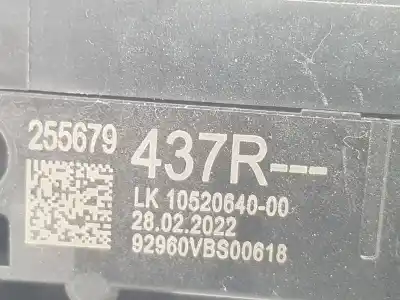 255679 437R---
LK 10520640-00
28.02.2022
92960VBS00618